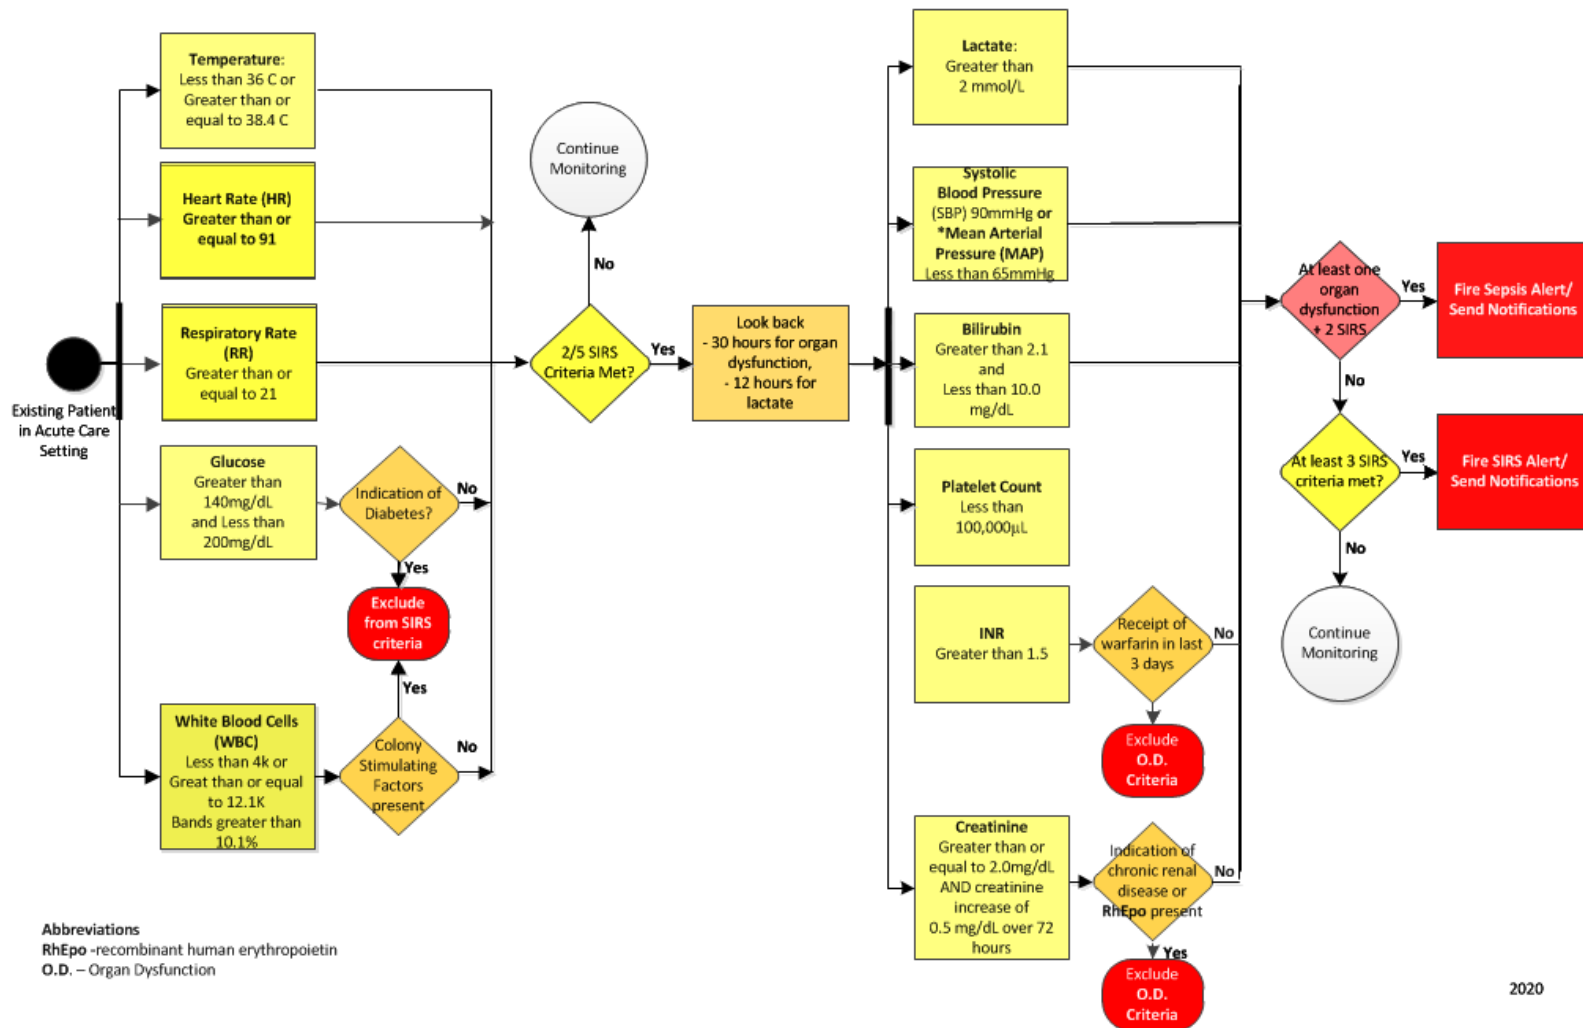 Temperature:
Less than 36 C or
Greater than or
equal to 38.4 C
Heart Rate (HR)
Greater than or
equal to 91
Respiratory Rate
(RR)
Greater than or
equal to 21
Existing Patient
in Acute Care
Setting
Glucose
Greater than
140mg/dL
and Less than
200mg/dL
Indication of
Diabetes?
No
Yes
Exclude
from SIRS
criteria
Yes
White Blood Cells
(WBC)
Less than 4k or
Great than or equal
to 12.1K
Bands greater than
10.1%
Colony
Stimulating
Factors
present
No
Continue
Monitoring
No
2/5 SIRS
Criteria Met?
Yes
Look back
- 30 hours for organ
dysfunction,
- 12 hours for
lactate
Lactate:
Greater than
2 mmol/L
Systolic
Blood Pressure
(SBP) 90mmHg or
*Mean Arterial
Pressure (MAP)
Less than 65mmHg
Bilirubin
Greater than 2.1
and
Less than 10.0
mg/dL
Platelet Count
Less than
100,000µL
INR
Greater than 1.5
Receipt of
warfarin in last
3 days
No
Exclude
O.D.
Criteria
Creatinine
Greater than or
equal to 2.0mg/dL
AND creatinine
increase of
0.5 mg/dL over 72
hours
Indication of
chronic renal
disease or
RhEpo present
No
Yes
Exclude
O.D.
Criteria
At least one
organ
dysfunction
+ 2 SIRS
Yes
Fire Sepsis Alert/
Send Notifications
No
At least 3 SIRS
criteria met?
Yes
Fire SIRS Alert/
Send Notifications
No
Continue
Monitoring
Abbreviations
RhEpo -recombinant human erythropoietin
O.D. – Organ Dysfunction
2020